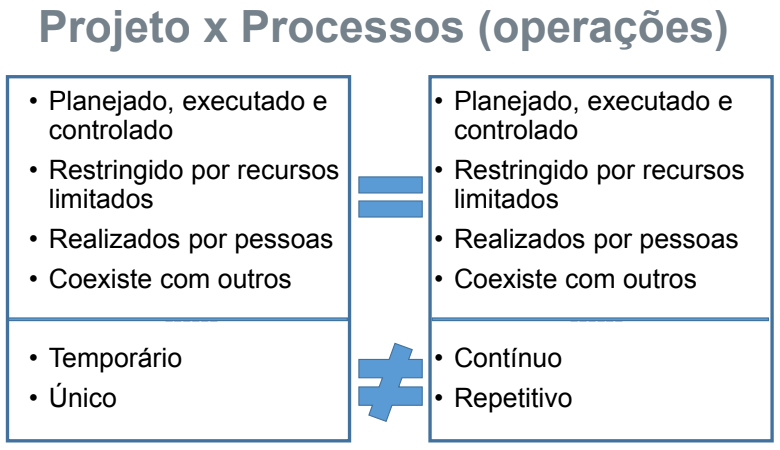 Projeto x Processos (operações)
• Planejado, executado e
controlado
• Restringido por recursos
limitados
• Realizados por pessoas
• Coexiste com outros
• Temporário
• Único
• Planejado, executado e
controlado
• Restringido por recursos
limitados
• Realizados por pessoas
• Coexiste com outros
• Contínuo
• Repetitivo